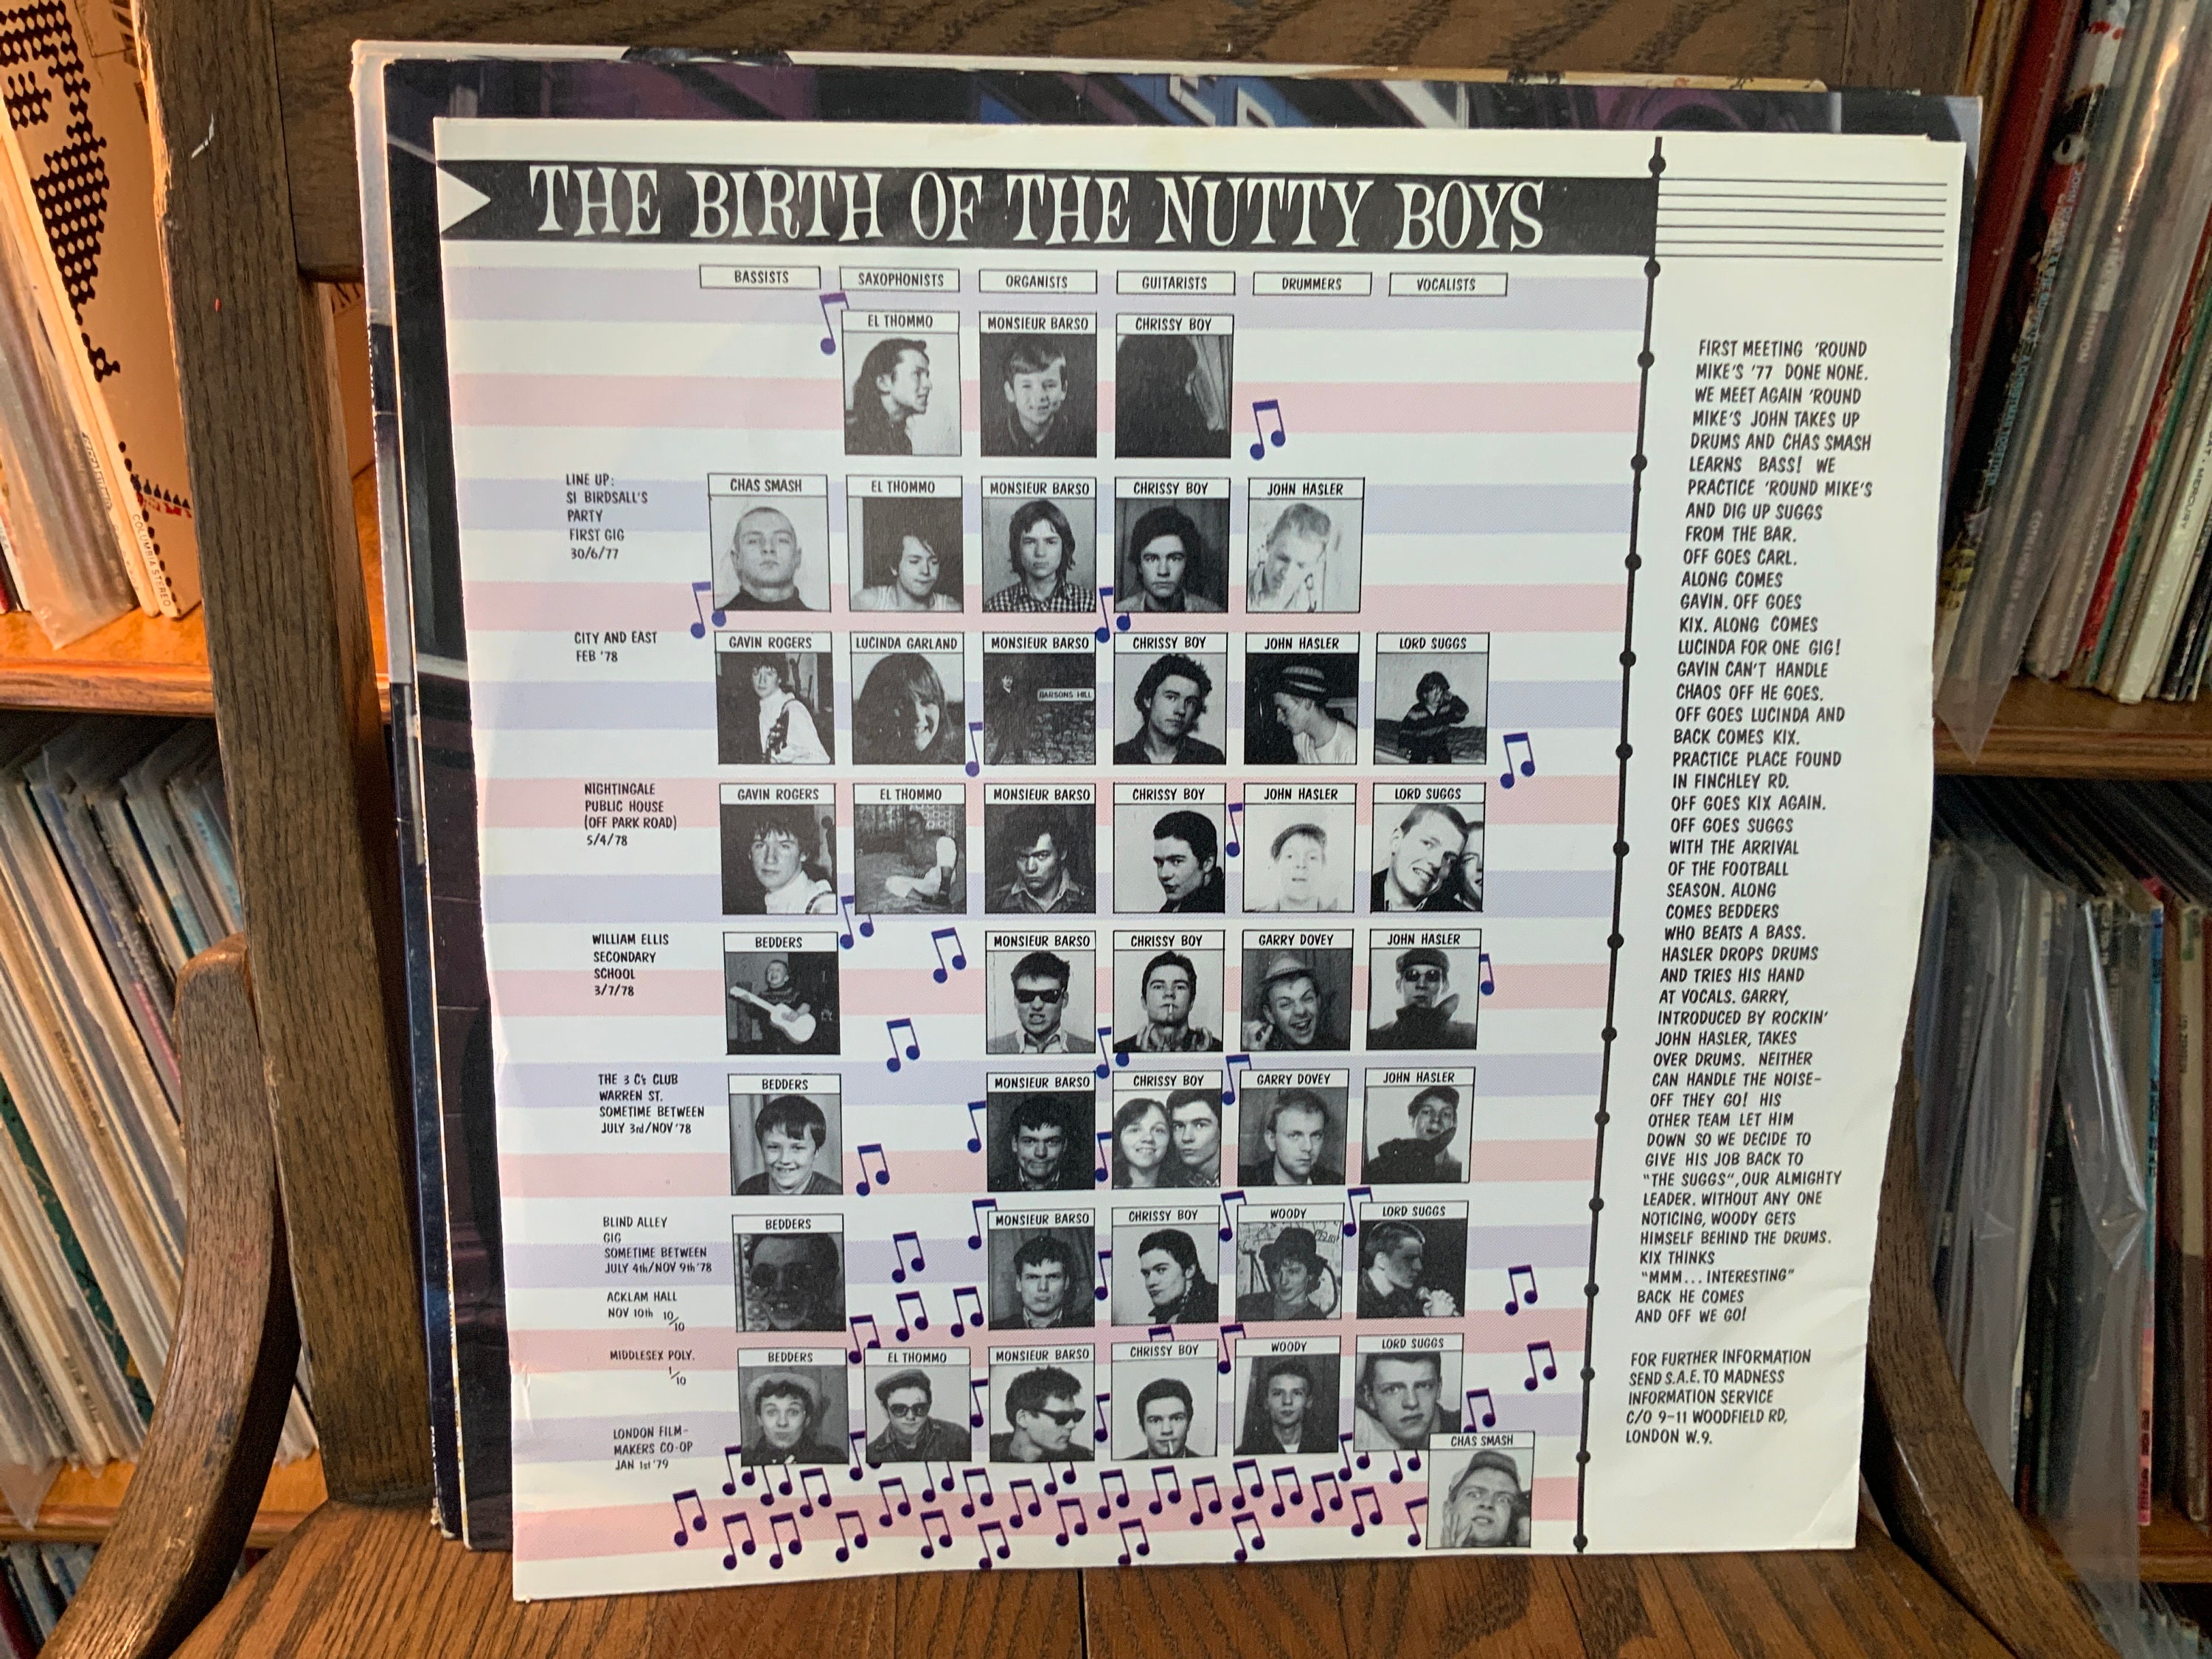 THE BIRTH OF THE NUTTY BOYS
BASSISTS
SAXOPHONISTS
ORGANISTS
GUITARISTS
DRUMMERS
VOCALISTS
EL THOMMO
MONSIEUR BARSO
CHRISSY BOY
LINE UP:
SI BIRDSALL'S
PARTY
FIRST GIG
30/6/77
CHAS SMASH
EL THOMMO
MONSIEUR BARSO
CHRISSY BOY
JOHN HASLER
CITY AND EAST
FEB '78
GAVIN ROGERS
LUCINDA GARLAND
MONSIEUR BARSO
CHRISSY BOY
JOHN HASLER
LORD SUGGS
BARSONS HILL
NIGHTINGALE
PUBLIC HOUSE
(OFF PARK ROAD)
5/4/78
GAVIN ROGERS
EL THOMMO
MONSIEUR BARSO
CHRISSY BOY
JOHN HASLER
LORD SUGGS
WILLIAM ELLIS
SECONDARY
SCHOOL
3/7/78
BEDDERS
MONSIEUR BARSO
CHRISSY BOY
GARRY DOVEY
JOHN HASLER
THE 3 C's CLUB
WARREN ST.
SOMETIME BETWEEN
JULY 3rd/NOV '78
BEDDERS
MONSIEUR BARSO
CHRISSY BOY
GARRY DOVEY
JOHN HASLER
BLIND ALLEY
GIG
SOMETIME BETWEEN
JULY 4th/NOV 9th '78
ACKLAM HALL
NOV 10th 10/10
BEDDERS
MONSIEUR BARSO
CHRISSY BOY
WOODY
LORD SUGGS
MIDDLESEX POLY.
1/10
LONDON FILM-
MAKERS CO-OP
JAN 1st '79
BEDDERS
EL THOMMO
MONSIEUR BARSO
CHRISSY BOY
WOODY
LORD SUGGS
CHAS SMASH
FIRST MEETING 'ROUND
MIKE'S '77 DONE NONE.
WE MEET AGAIN 'ROUND
MIKE'S JOHN TAKES UP
DRUMS AND CHAS SMASH
LEARNS BASS! WE
PRACTICE 'ROUND MIKE'S
AND DIG UP SUGGS
FROM THE BAR.
OFF GOES CARL.
ALONG COMES
GAVIN. OFF GOES
KIX. ALONG COMES
LUCINDA FOR ONE GIG!
GAVIN CAN'T HANDLE
CHAOS OFF HE GOES.
OFF GOES LUCINDA AND
BACK COMES KIX.
PRACTICE PLACE FOUND
IN FINCHLEY RD.
OFF GOES KIX AGAIN.
OFF GOES SUGGS
WITH THE ARRIVAL
OF THE FOOTBALL
SEASON. ALONG
COMES BEDDERS
WHO BEATS A BASS.
HASLER DROPS DRUMS
AND TRIES HIS HAND
AT VOCALS. GARRY,
INTRODUCED BY ROCKIN'
JOHN HASLER, TAKES
OVER DRUMS. NEITHER
CAN HANDLE THE NOISE-
OFF THEY GO! HIS
OTHER TEAM LET HIM
DOWN SO WE DECIDE TO
GIVE HIS JOB BACK TO
"THE SUGGS", OUR ALMIGHTY
LEADER. WITHOUT ANY ONE
NOTICING, WOODY GETS
HIMSELF BEHIND THE DRUMS.
KIX THINKS
"MMM... INTERESTING"
BACK HE COMES
AND OFF WE GO!
FOR FURTHER INFORMATION
SEND S.A.E. TO MADNESS
INFORMATION SERVICE
C/O 9-11 WOODFIELD RD,
LONDON W.9.
COLUMBIA STEREO